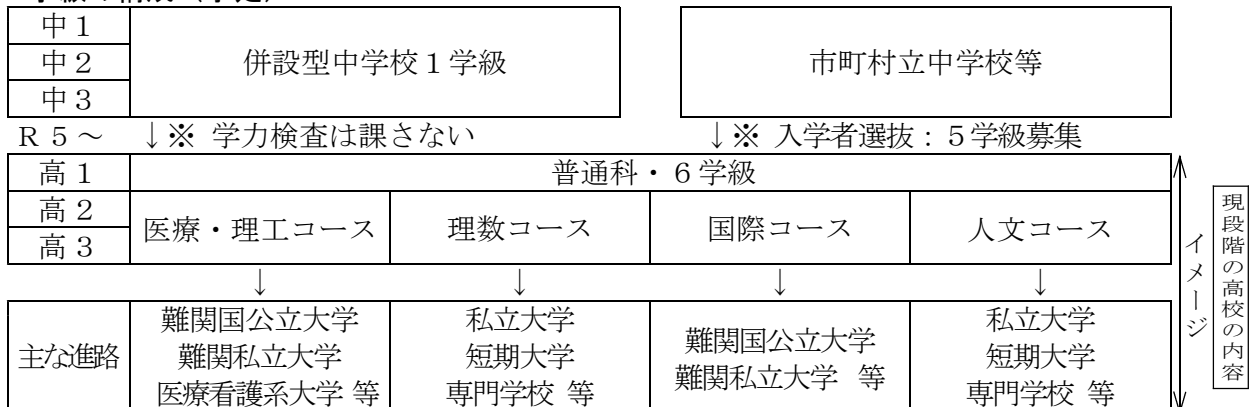 中１
中２
中３
併設型中学校１学級
市町村立中学校等
Ｒ５～
↓※ 学力検査は課さない
↓※ 入学者選抜：５学級募集
高１
普通科・６学級
高２
高３
医療・理工コース
理数コース
国際コース
人文コース
↓ ↓ ↓ ↓
主な進路
難関国公立大学
難関私立大学
医療看護系大学 等
私立大学
短期大学
専門学校 等
難関国公立大学
難関私立大学 等
私立大学
短期大学
専門学校 等
イメージ
現段階の高校の内容